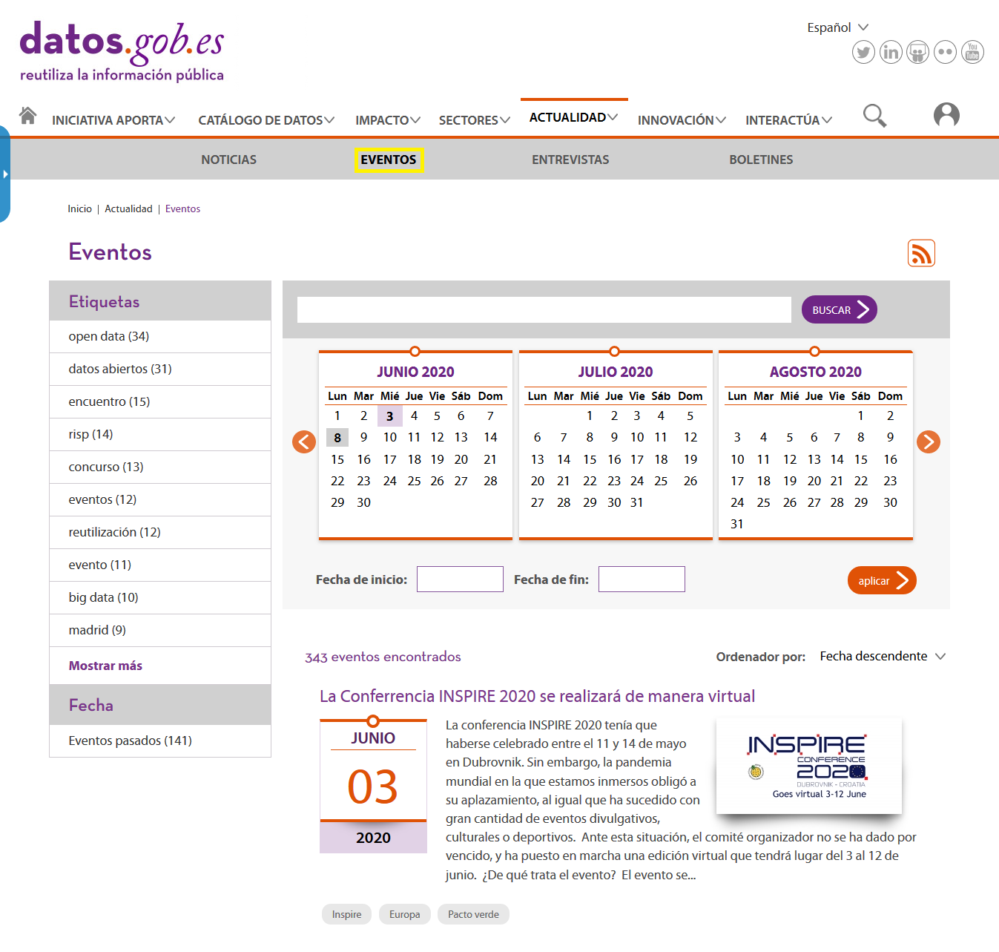 datos.gob.es
reutiliza la información pública
Español
You
Tube
INICIATIVA APORTA CATÁLOGO DE DATOS IMPACTO SECTORES ACTUALIDAD INNOVACIÓN INTERACTÚA
NOTICIAS EVENTOS ENTREVISTAS BOLETINES
Inicio | Actualidad | Eventos
Eventos
Etiquetas
open data (34)
datos abiertos (31)
encuentro (15)
risp (14)
concurso (13)
eventos (12)
reutilización (12)
evento (11)
big data (10)
madrid (9)
Mostrar más
Fecha
Eventos pasados (141)
BUSCAR
JUNIO 2020
Lun Mar Mié Jue Vie Sáb Dom
1 2 3 4 5 6 7
8 9 10 11 12 13 14
15 16 17 18 19 20 21
22 23 24 25 26 27 28
29 30
JULIO 2020
Lun Mar Mié Jue Vie Sáb Dom
1 2 3 4 5
6 7 8 9 10 11 12
13 14 15 16 17 18 19
20 21 22 23 24 25 26
27 28 29 30 31
AGOSTO 2020
Lun Mar Mié Jue Vie Sáb Dom
1 2
3 4 5 6 7 8 9
10 11 12 13 14 15 16
17 18 19 20 21 22 23
24 25 26 27 28 29 30
31
Fecha de inicio: Fecha de fin: aplicar
343 eventos encontrados
Ordenador por: Fecha descendente
La Conferrencia INSPIRE 2020 se realizará de manera virtual
JUNIO
03
2020
La conferencia INSPIRE 2020 tenía que
haberse celebrado entre el 11 y 14 de mayo
en Dubrovnik. Sin embargo, la pandemia
mundial en la que estamos inmersos obligó a
su aplazamiento, al igual que ha sucedido con
gran cantidad de eventos divulgativos,
culturales o deportivos. Ante esta situación, el comité organizador no se ha dado por
vencido, y ha puesto en marcha una edición virtual que tendrá lugar del 3 al 12 de
junio. ¿De qué trata el evento? El evento se...
INSPIRE
CONFERENCE
2020
DUBROVNIK - CROATIA
Goes virtual 3-12 June
Inspire Europa Pacto verde